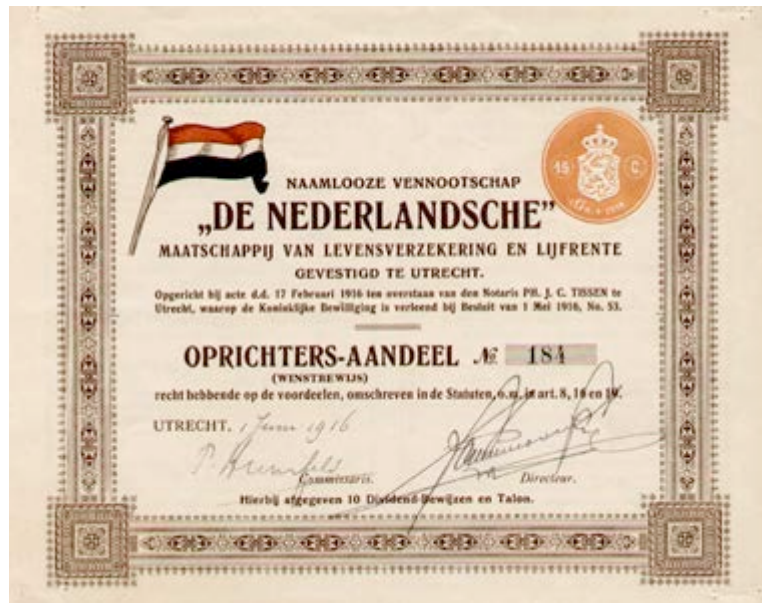 15 C.
NAAMLOOZE VENNOOTSCHAP
„DE NEDERLANDSCHE”
MAATSCHAPPIJ VAN LEVENSVERZEKERING EN LIJFRENTE
GEVESTIGD TE UTRECHT.
Opgericht bij acte d.d. 17 Februari 1916 ten overstaan van den Notaris PH. J. C. TISSEN te
Utrecht, waarop de Koninklijke Bewilliging is verleend bij Besluit van 1 Mei 1916, No. 53.
OPRICHTERS-AANDEEL № 184
(WINSTBEWIJS)
recht hebbende op de voordeelen, omschreven in de Statuten, o.m. in art. 8, 16 en 19.
UTRECHT, 1 Juni 1916
Commissaris. Directeur.
Hierbij afgegeven 10 Dividend-Bewijzen en Talon.